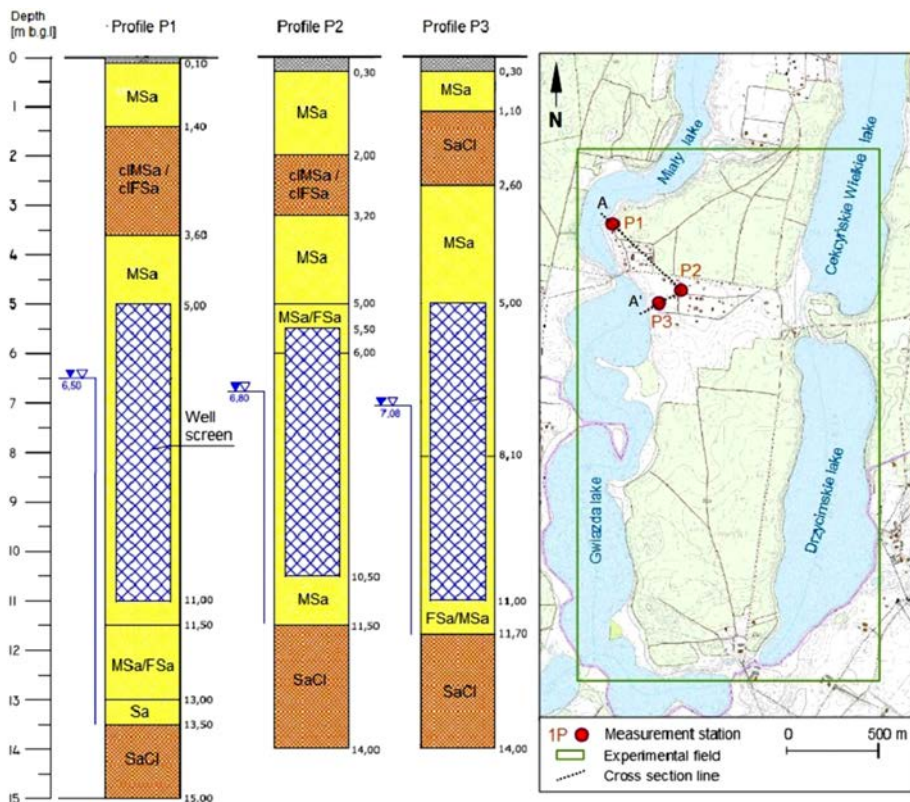 Depth
[m b.g.l]
Profile P1
Profile P2
Profile P3
0
1
2
3
4
5
6
7
8
9
10
11
12
13
14
15
0,10
MSa
1,40
clMSa /
clFSa
3,60
MSa
5,00
6,50
Well
screen
11,00
11,50
MSa/FSa
13,00
Sa
13,50
SaCl
15,00
0,30
MSa
2,00
clMSa /
clFSa
3,20
MSa
5,00
MSa/FSa
5,50
6,00
6,80
10,50
MSa
11,50
SaCl
14,00
0,30
MSa
1,10
SaCl
2,60
MSa
5,00
7,08
8,10
11,00
FSa/MSa
11,70
SaCl
14,00
N
Miały lake
Cekcyńskie Wielkie lake
A
P1
P2
A'
P3
Gwiazda lake
Drzycimskie lake
1P Measurement station
Experimental field
Cross section line
0 500 m